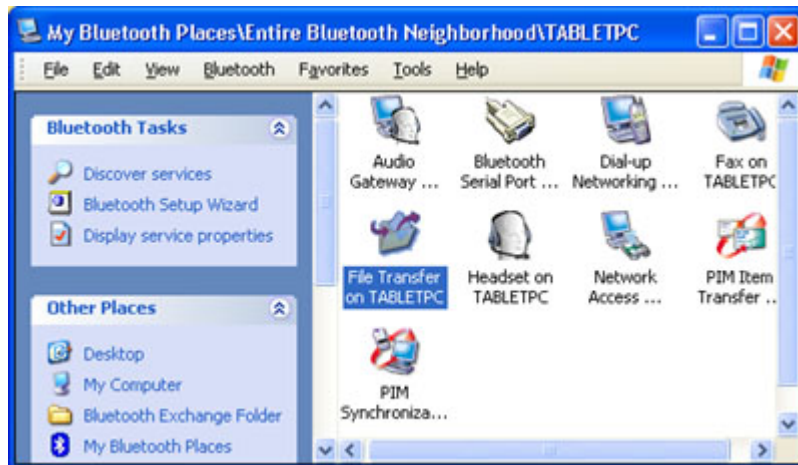 My Bluetooth Places\Entire Bluetooth Neighborhood\TABLETPC
File Edit View Bluetooth Favorites Tools Help
Bluetooth Tasks
Discover services
Bluetooth Setup Wizard
Display service properties
Other Places
Desktop
My Computer
Bluetooth Exchange Folder
My Bluetooth Places
Audio
Gateway ...
Bluetooth
Serial Port ...
Dial-up
Networking ...
Fax on
TABLETPC
File Transfer
on TABLETPC
Headset on
TABLETPC
Network
Access ...
PIM Item
Transfer ..
PIM
Synchroniza...